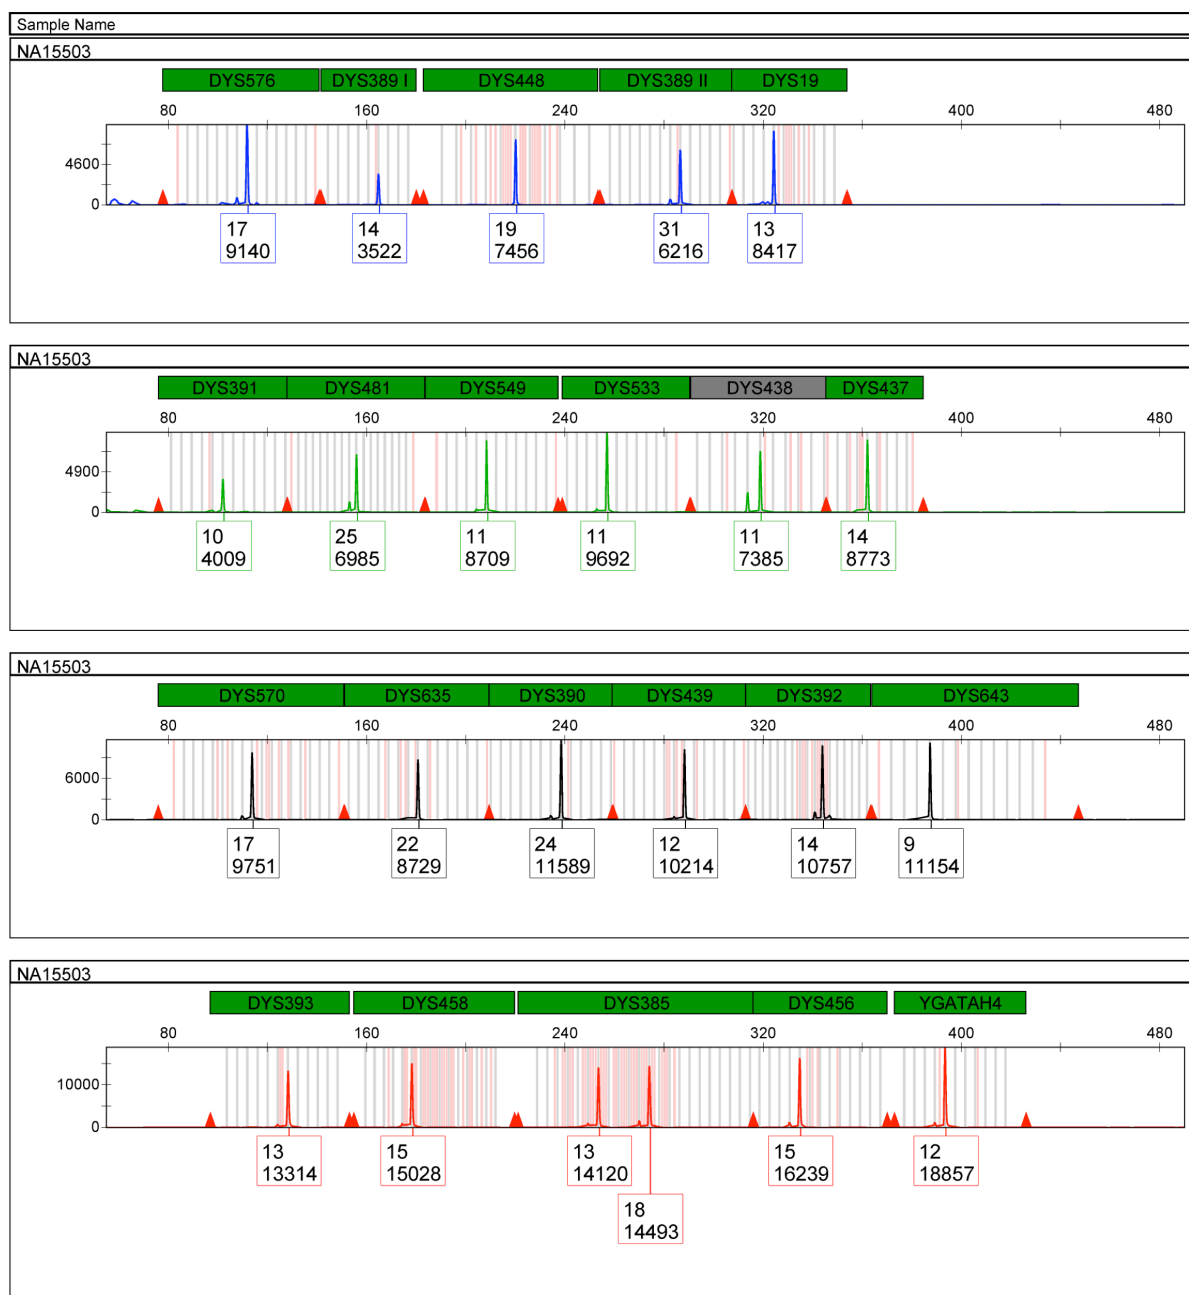 Sample Name
NA15503
DYS576 DYS389 I DYS448 DYS389 II DYS19
80 160 240 320 400 480
4600
0
17 14 19 31 13
9140 3522 7456 6216 8417
NA15503
DYS391 DYS481 DYS549 DYS533 DYS438 DYS437
80 160 240 320 400 480
4900
0
10 25 11 11 11 14
4009 6985 8709 9692 7385 8773
NA15503
DYS570 DYS635 DYS390 DYS439 DYS392 DYS643
80 160 240 320 400 480
6000
0
17 22 24 12 14 9
9751 8729 11589 10214 10757 11154
NA15503
DYS393 DYS458 DYS385 DYS456 YGATAH4
80 160 240 320 400 480
10000
0
13 15 13 15 12
13314 15028 14120 16239 18857
18
14493